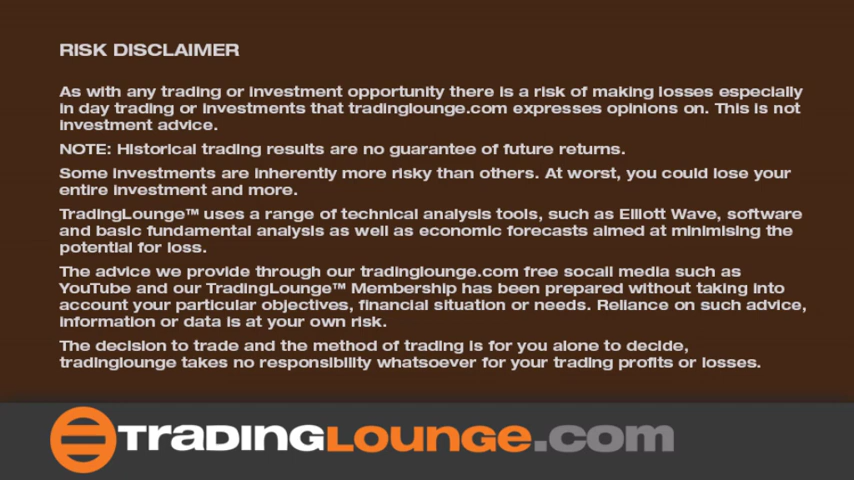 RISK DISCLAIMER
As with any trading or investment opportunity there is a risk of making losses especially
in day trading or investments that tradinglounge.com expresses opinions on. This is not
investment advice.
NOTE: Historical trading results are no guarantee of future returns.
Some investments are inherently more risky than others. At worst, you could lose your
entire investment and more.
TradingLounge™ uses a range of technical analysis tools, such as Elliott Wave, software
and basic fundamental analysis as well as economic forecasts aimed at minimising the
potential for loss.
The advice we provide through our tradinglounge.com free socail media such as
YouTube and our TradingLounge™ Membership has been prepared without taking into
account your particular objectives, financial situation or needs. Reliance on such advice,
information or data is at your own risk.
The decision to trade and the method of trading is for you alone to decide,
tradinglounge takes no responsibility whatsoever for your trading profits or losses.
TRADINGLOUNGE.COM